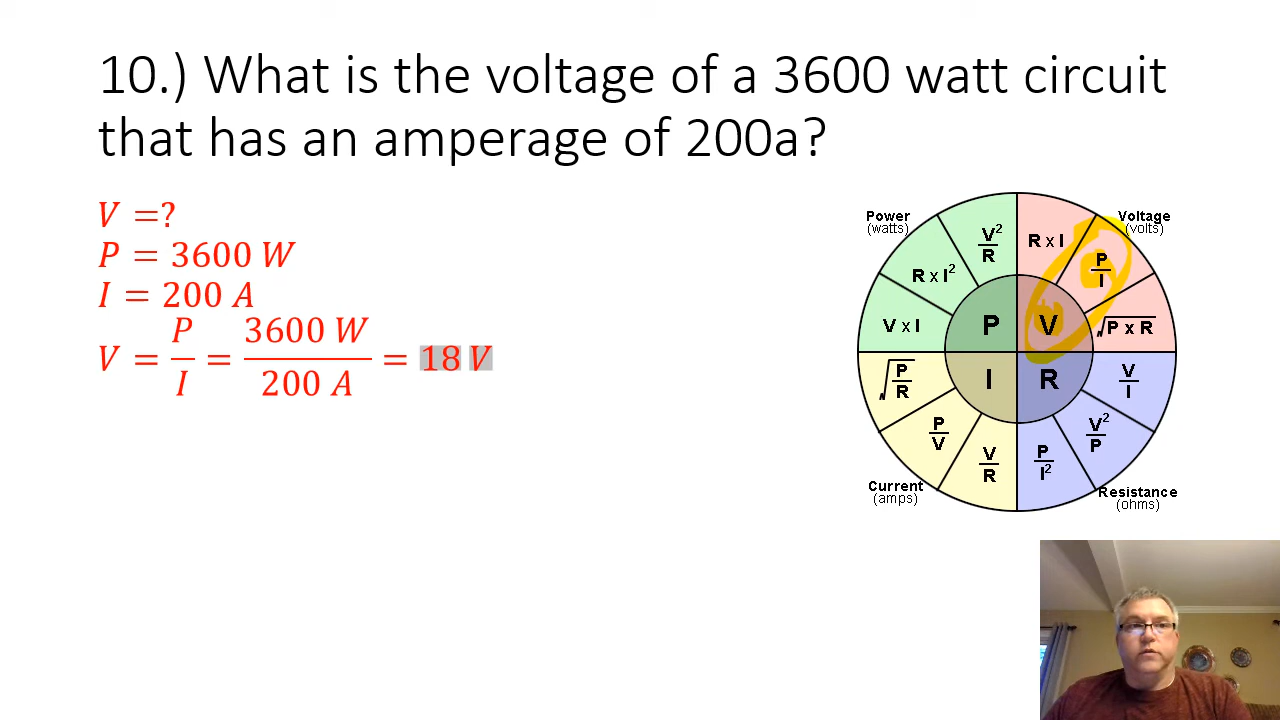 10.) What is the voltage of a 3600 watt circuit
that has an amperage of 200a?
V =?
P = 3600 W
I = 200 A
V = P/I = 3600 W/200 A = 18 V
Power
(watts)
Voltage
(volts)
V²/R
R x I
R x I²
P/I
V x I
√P x R
P
V
I
R
√P/R
V/I
P/V
V²/P
V/R
P/I²
Current
(amps)
Resistance
(ohms)